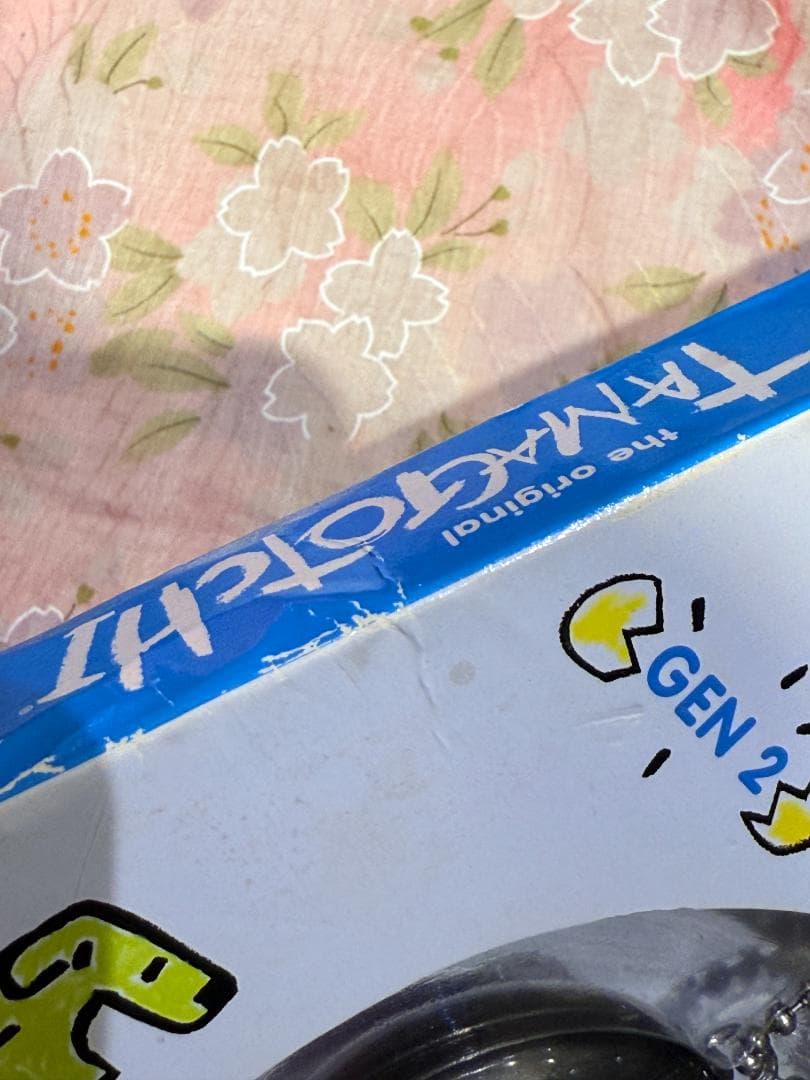 the original
TAMAGOTCHI
GEN 2